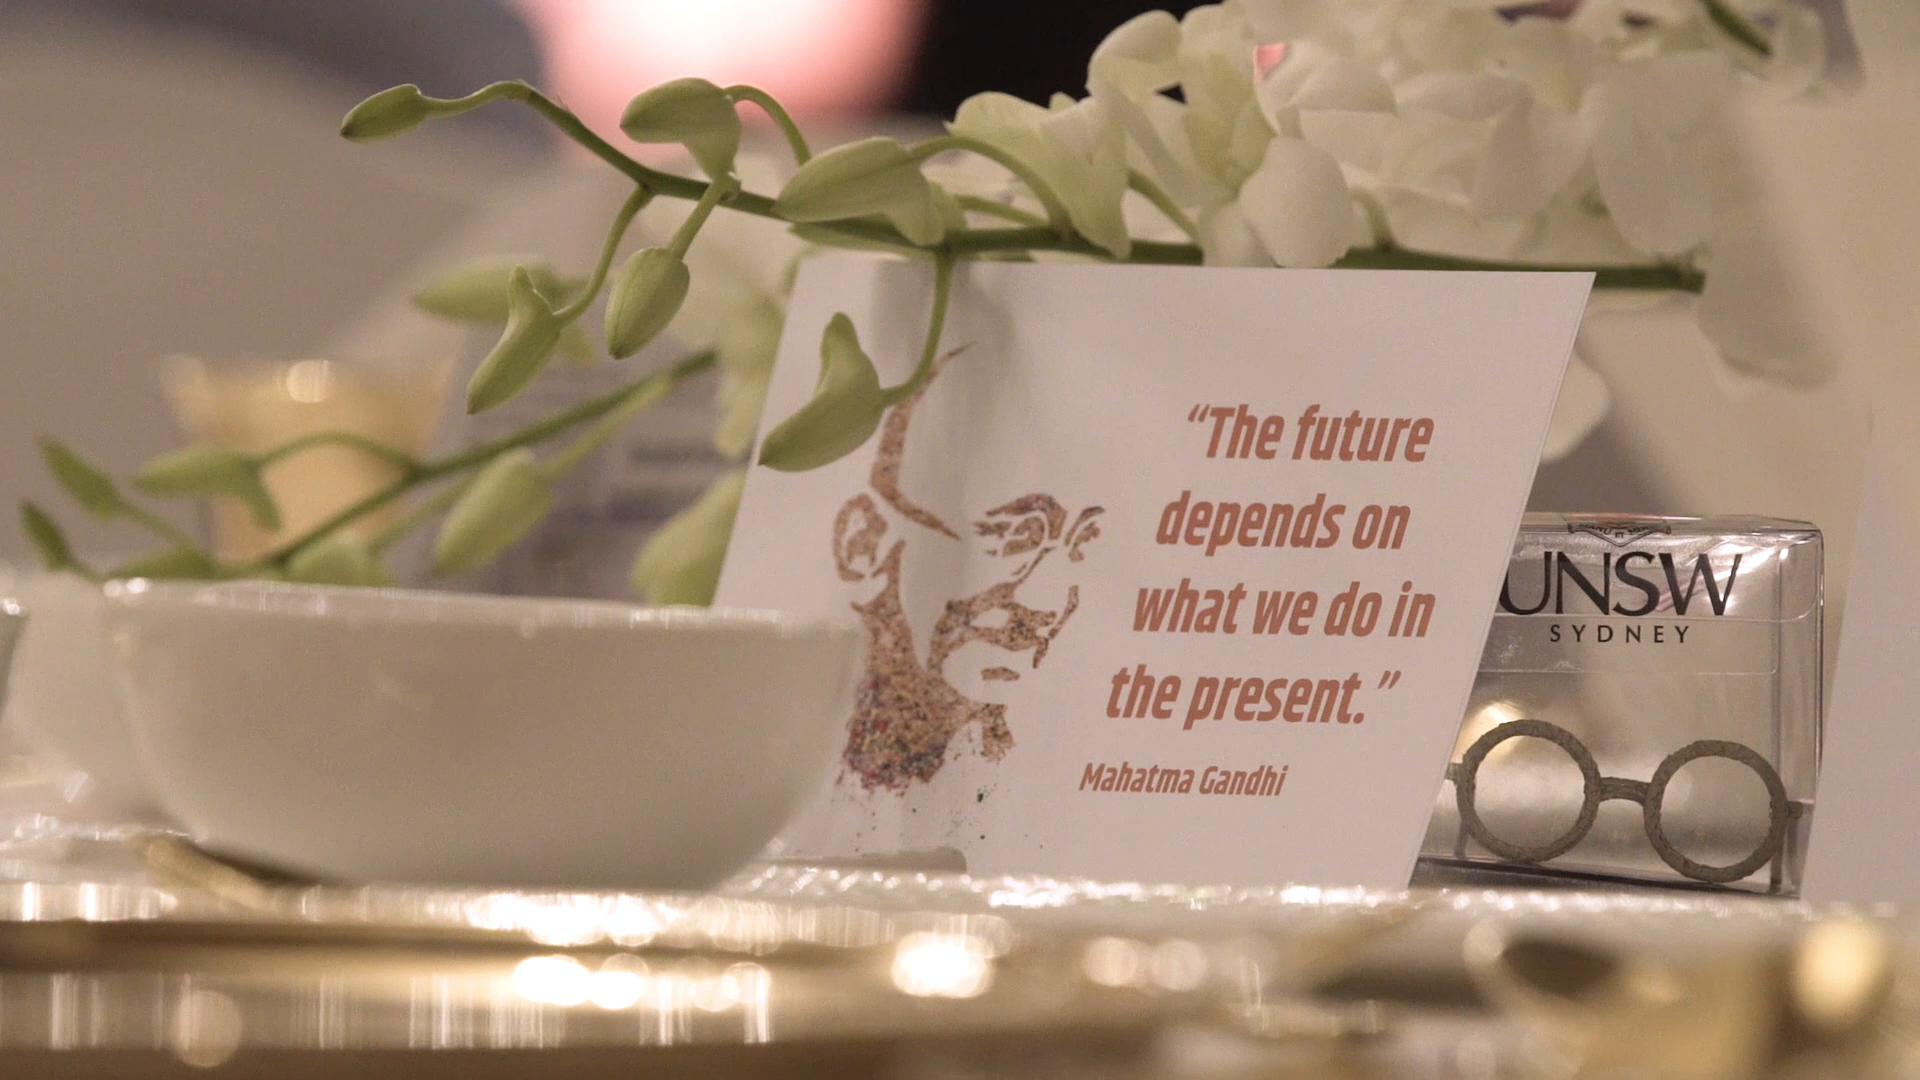 “The future
depends on
what we do in
the present.”
Mahatma Gandhi
UNSW
SYDNEY